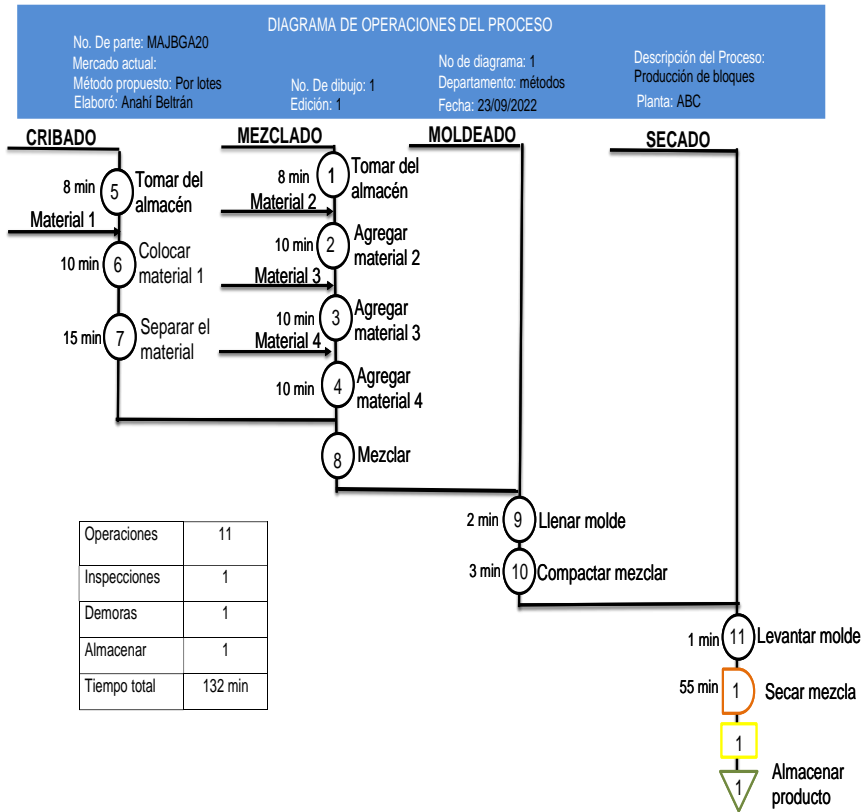 DIAGRAMA DE OPERACIONES DEL PROCESO
No. De parte: MAJBGA20
Mercado actual:
Método propuesto: Por lotes
Elaboró: Anahí Beltrán
No. De dibujo: 1
Edición: 1
No de diagrama: 1
Departamento: métodos
Fecha: 23/09/2022
Descripción del Proceso:
Producción de bloques
Planta: ABC
CRIBADO
8 min 5 Tomar del
almacén
Material 1
10 min 6 Colocar
material 1
15 min 7 Separar el
material
MEZCLADO
8 min 1 Tomar del
almacén
Material 2
10 min 2 Agregar
material 2
Material 3
10 min 3 Agregar
material 3
Material 4
10 min 4 Agregar
material 4
8 Mezclar
MOLDEADO
2 min 9 Llenar molde
3 min 10 Compactar mezclar
SECADO
1 min 11 Levantar molde
55 min 1 Secar mezcla
1
1 Almacenar
producto
Operaciones 11
Inspecciones 1
Demoras 1
Almacenar 1
Tiempo total 132 min